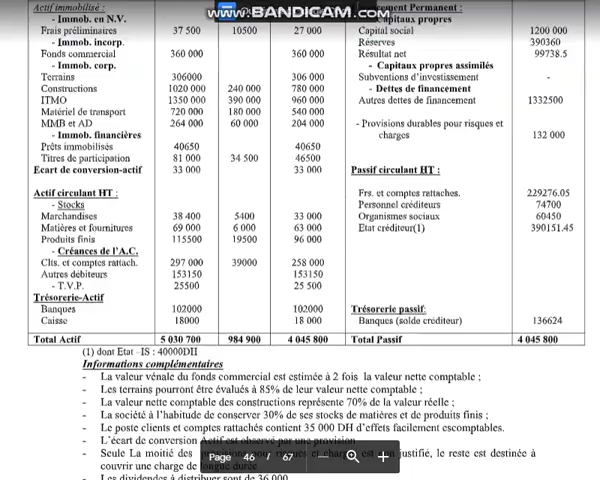 www.BANDICAM.com
Actif immobilisé : ement Permanent :
- Immob. en N.V. Capitaux propres
Frais préliminaires 37 500 10500 27 000 Capital social 1200 000
- Immob. incorp. Réserves 390360
Fonds commercial 360 000 360 000 Résultat net 99738.5
- Immob. corp. - Capitaux propres assimilés
Terrains 306000 306 000 Subventions d'investissement -
Constructions 1020 000 240 000 780 000 - Dettes de financement
ITMO 1350 000 390 000 960 000 Autres dettes de financement 1332500
Matériel de transport 720 000 180 000 540 000
MMB et AD 264 000 60 000 204 000 - Provisions durables pour risques et
- Immob. financières charges 132 000
Prêts immobilisés 40650 40650
Titres de participation 81 000 34 500 46500
Ecart de conversion-actif 33 000 33 000 Passif circulant HT :
Actif circulant HT : Frs. et comptes rattaches. 229276.05
- Stocks Personnel créditeurs 74700
Marchandises 38 400 5400 33 000 Organismes sociaux 60450
Matières et fournitures 69 000 6 000 63 000 Etat créditeur(1) 390151.45
Produits finis 115500 19500 96 000
- Créances de l'A.C.
Clts. et comptes rattach. 297 000 39000 258 000
Autres débiteurs 153150 153150
- T.V.P. 25500 25 500
Trésorerie-Actif
Banques 102000 102000 Trésorerie passif:
Caisse 18000 18 000 Banques (solde créditeur) 136624
Total Actif 5 030 700 984 900 4 045 800 Total Passif 4 045 800
(1) dont Etat –IS : 40000DH
Informations complémentaires
- La valeur vénale du fonds commercial est estimée à 2 fois la valeur nette comptable ;
- Les terrains pourront être évalués à 85% de leur valeur nette comptable ;
- La valeur nette comptable des constructions représente 70% de la valeur réelle ;
- La société à l'habitude de conserver 30% de ses stocks de matières et de produits finis ;
- Le poste clients et comptes rattachés contient 35 000 DH d'effets facilement escomptables.
- L'écart de conversion Actif est observé par une provision
- Seule La moitié des provisions pour risques et charges est justifié, le reste est destinée à
couvrir une charge de longue durée
- Les dividendes à distribuer sont de 36 000
Page 46 / 67 — +